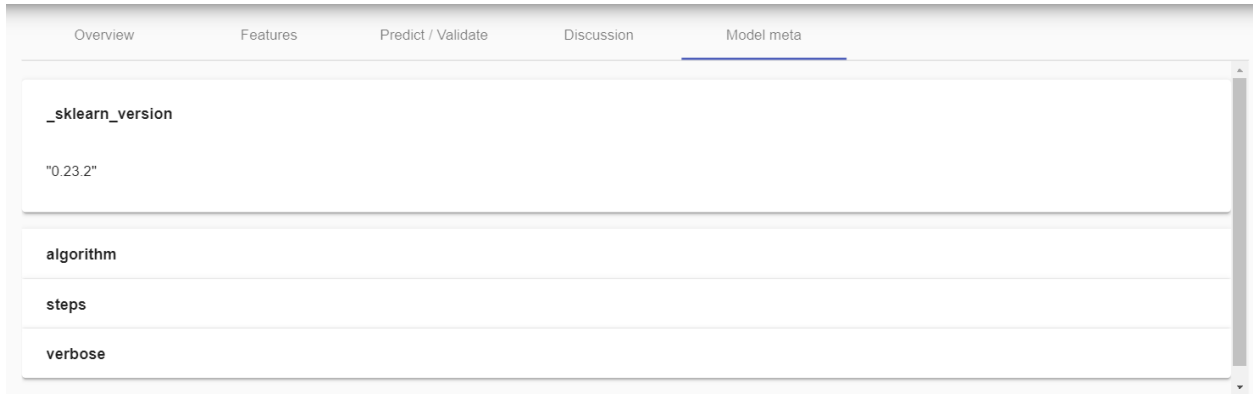 Overview Features Predict / Validate Discussion Model meta
_sklearn_version
"0.23.2"
algorithm
steps
verbose